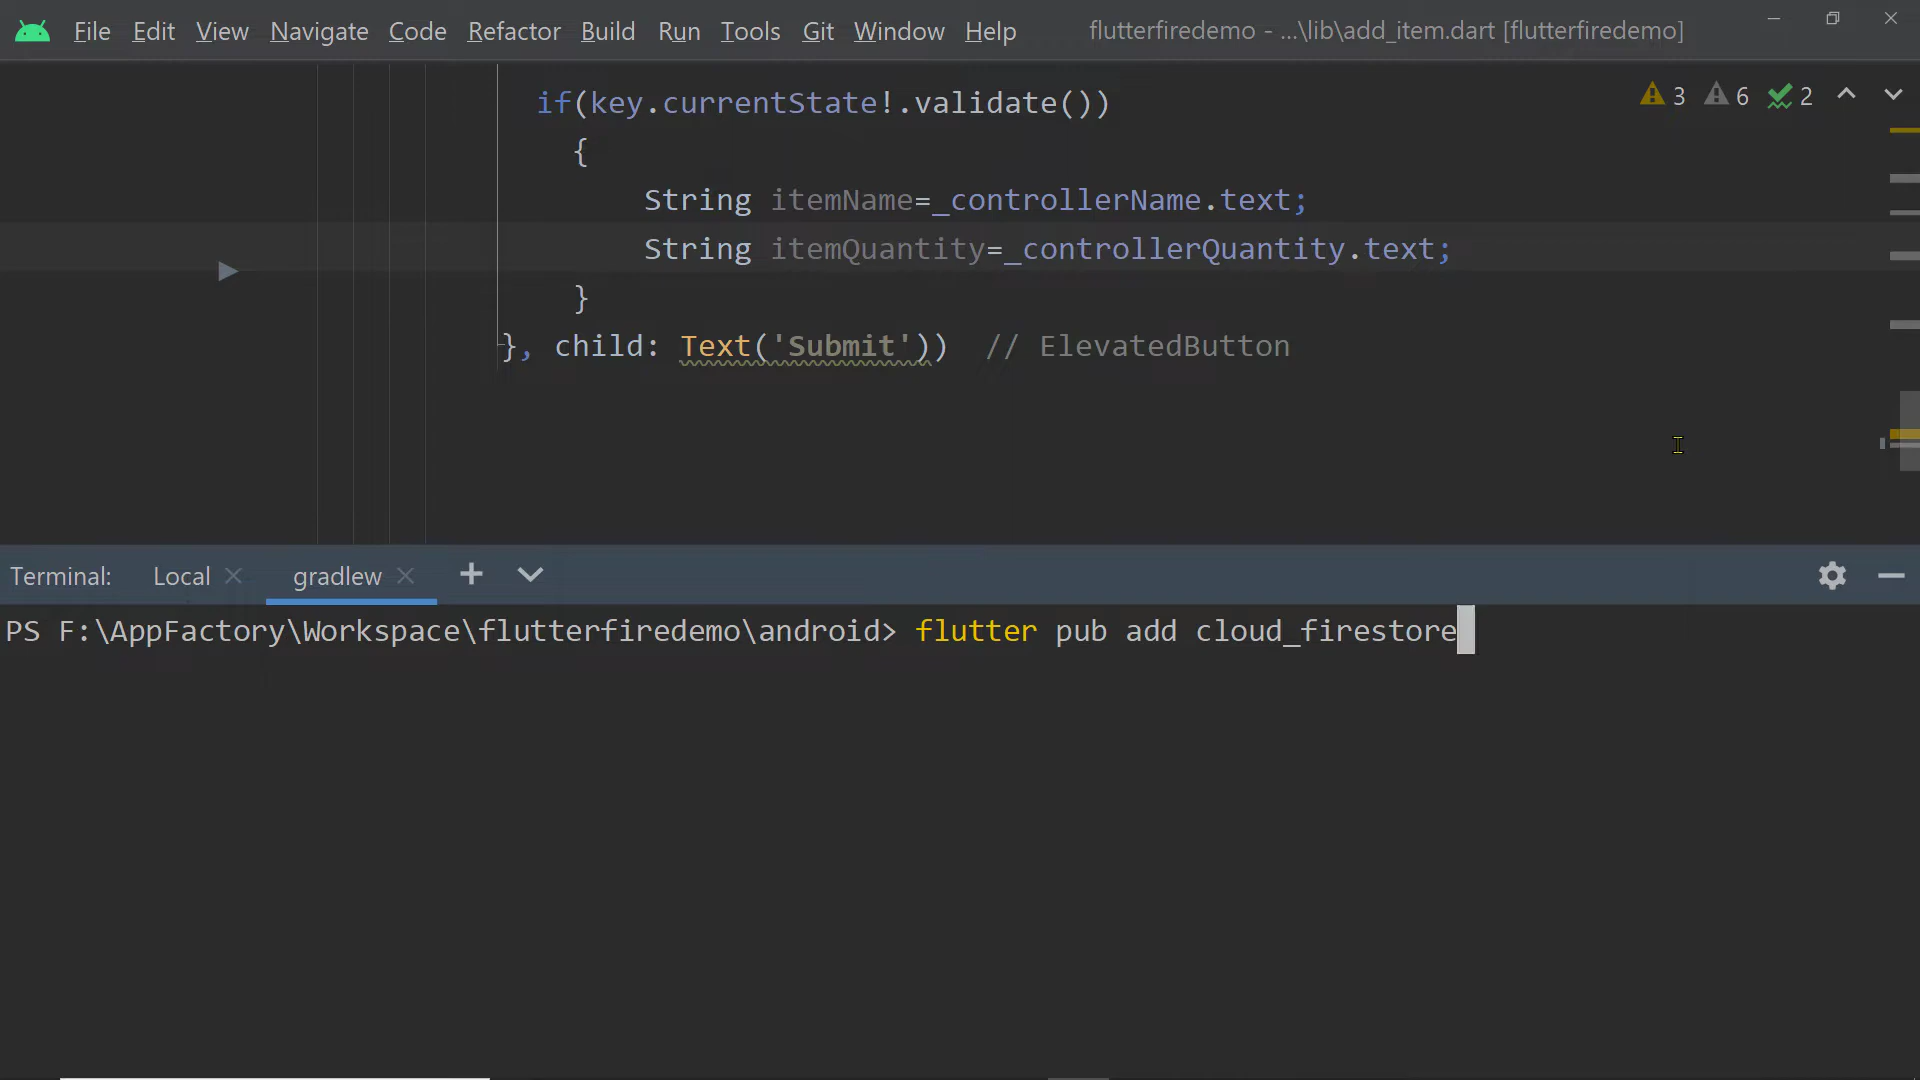 File Edit View Navigate Code Refactor Build Run Tools Git Window Help flutterfiredemo - ...\lib\add_item.dart [flutterfiredemo]
if(key.currentState!.validate()) 3 6 2
{
String itemName=_controllerName.text;
String itemQuantity=_controllerQuantity.text;
}
}, child: Text('Submit')) // ElevatedButton
Terminal: Local gradlew
PS F:\AppFactory\Workspace\flutterfiredemo\android> flutter pub add cloud_firestore